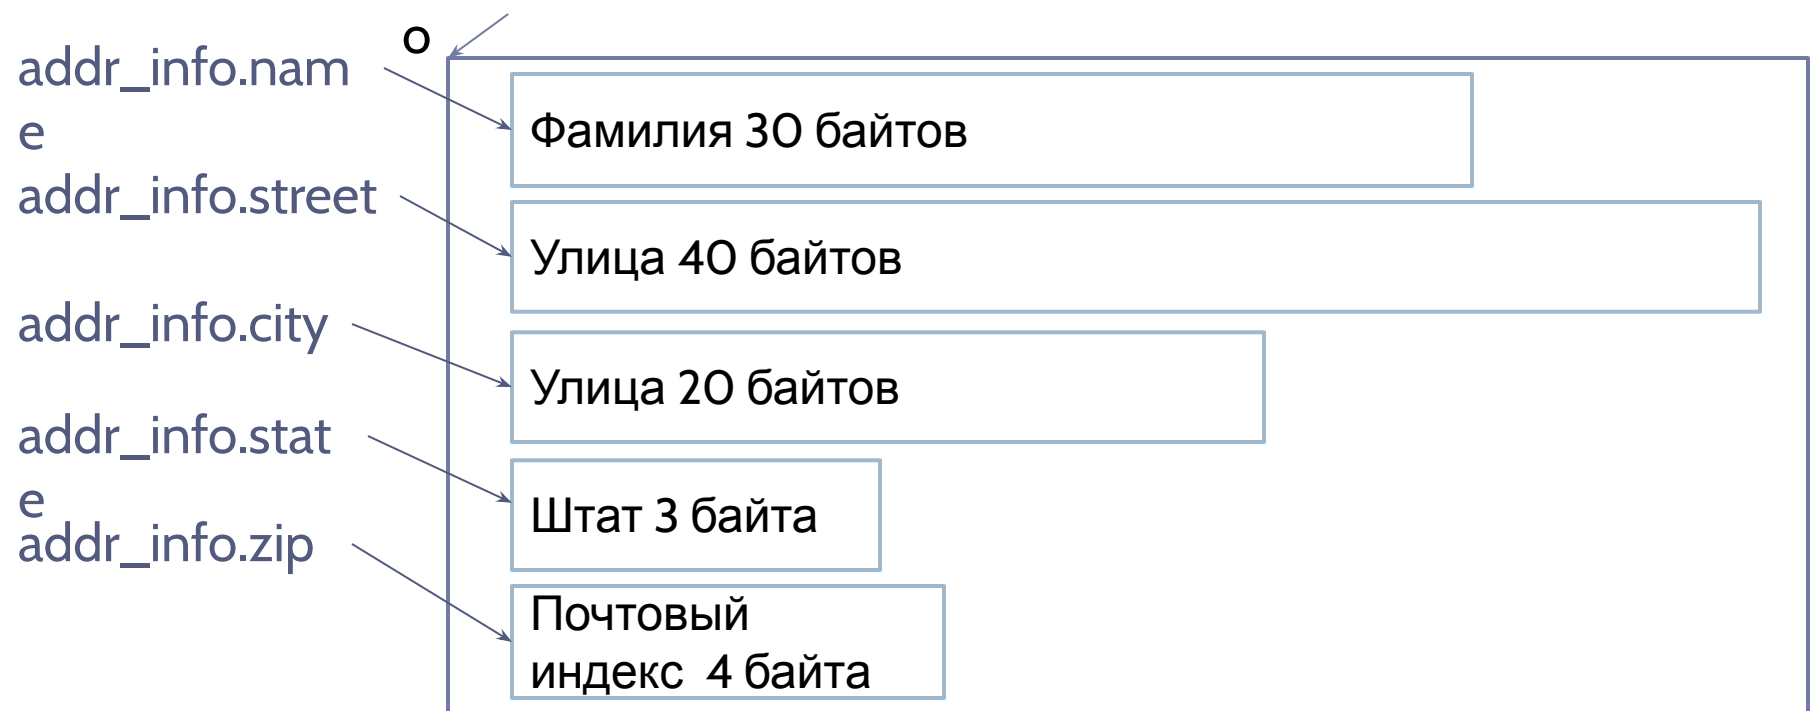 о
addr_info.nam
e
Фамилия 30 байтов
addr_info.street
Улица 40 байтов
addr_info.city
Улица 20 байтов
addr_info.stat
e
Штат 3 байта
addr_info.zip
Почтовый
индекс 4 байта